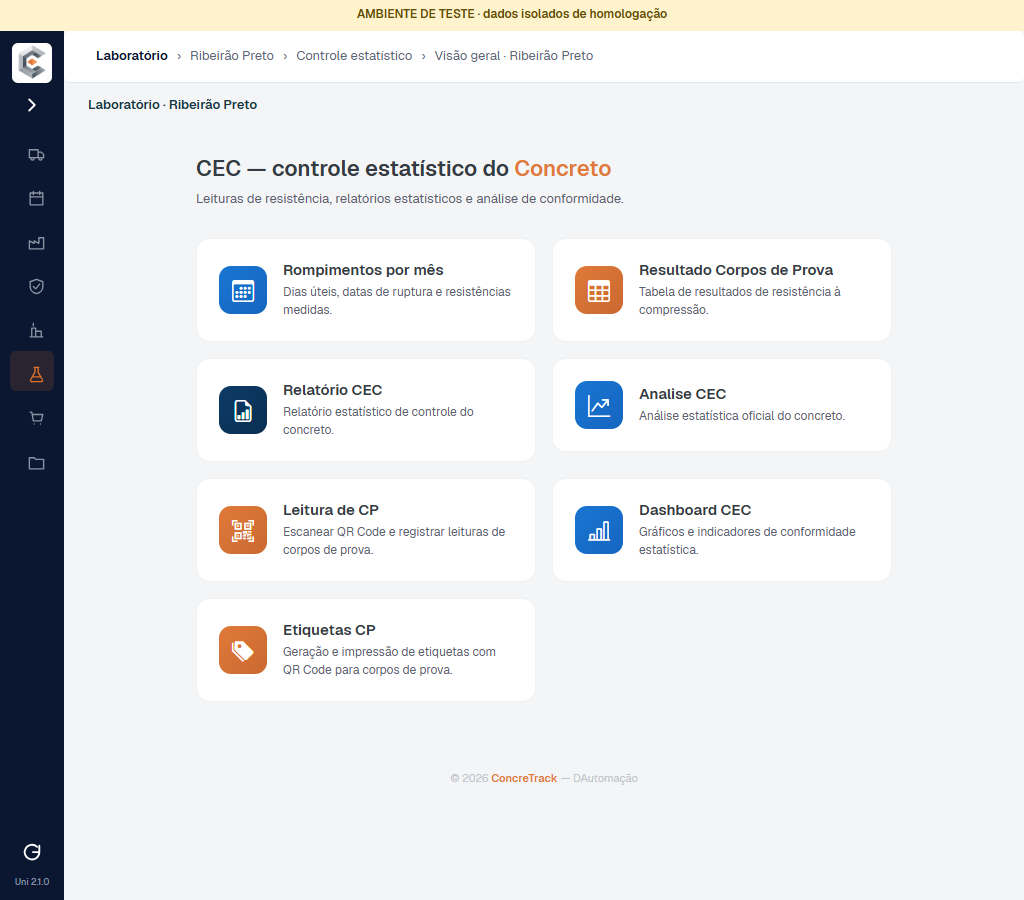 AMBIENTE DE TESTE · dados isolados de homologação
Laboratório › Ribeirão Preto › Controle estatístico › Visão geral · Ribeirão Preto
Laboratório · Ribeirão Preto
CEC — controle estatístico do Concreto
Leituras de resistência, relatórios estatísticos e análise de conformidade.
Rompimentos por mês
Dias úteis, datas de ruptura e resistências
medidas.
Resultado Corpos de Prova
Tabela de resultados de resistência à
compressão.
Relatório CEC
Relatório estatístico de controle do
concreto.
Analise CEC
Análise estatística oficial do concreto.
Leitura de CP
Escanear QR Code e registrar leituras de
corpos de prova.
Dashboard CEC
Gráficos e indicadores de conformidade
estatística.
Etiquetas CP
Geração e impressão de etiquetas com
QR Code para corpos de prova.
© 2026 ConcreTrack — DAutomação
Uni 2.1.0